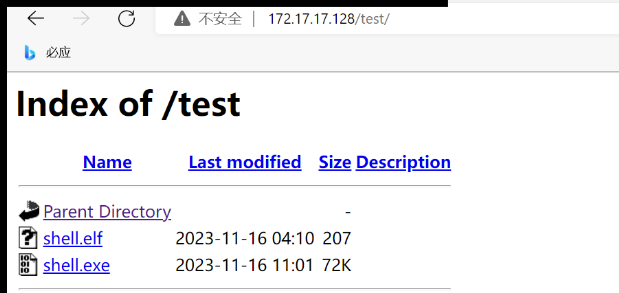 不安全 | 172.17.17.128/test/
必应
Index of /test
Name Last modified Size Description
Parent Directory -
shell.elf 2023-11-16 04:10 207
shell.exe 2023-11-16 11:01 72K